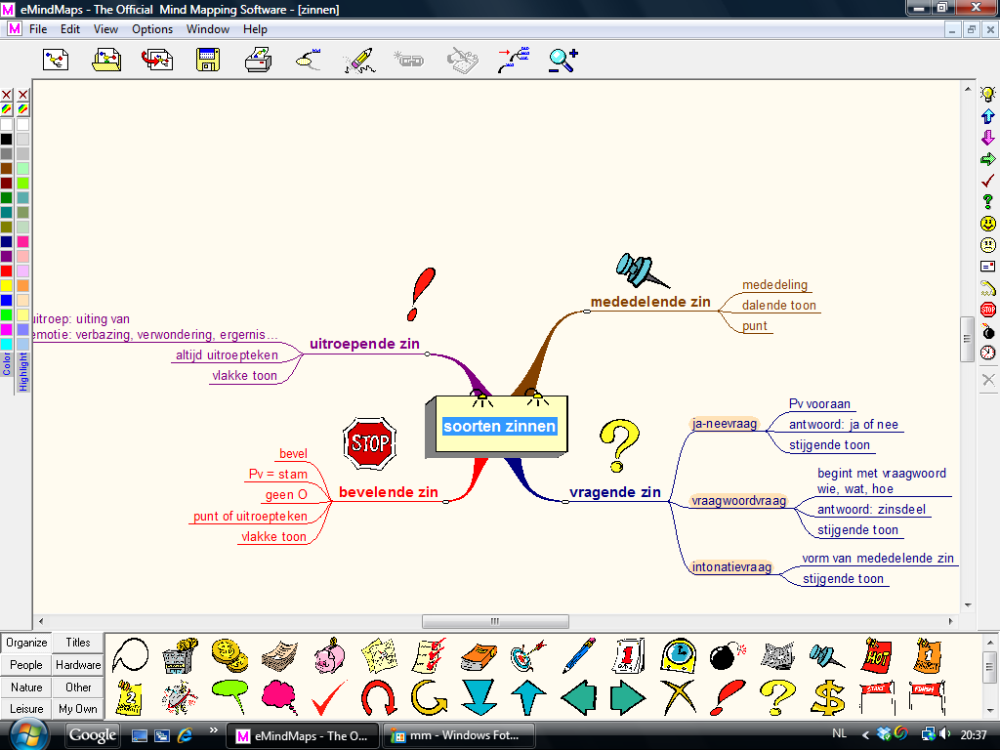 eMindMaps - The Official  Mind Mapping Software - [zinnen]
File Edit View Options Window Help
Color
Highlight
mededelende zin
mededeling
dalende toon
punt
uitroep: uiting van
emotie: verbazing, verwondering, ergernis...
uitroepende zin
altijd uitroepteken
vlakke toon
soorten zinnen
STOP
bevel
Pv = stam
geen O
punt of uitroepteken
vlakke toon
bevelende zin
vragende zin
ja-neevraag
Pv vooraan
antwoord: ja of nee
stijgende toon
vraagwoordvraag
begint met vraagwoord
wie, wat, hoe
antwoord: zinsdeel
stijgende toon
intonatievraag
vorm van mededelende zin
stijgende toon
STOP
Organize Titles
People Hardware
Nature Other
Leisure My Own
HOT
1
2
START
FINISH
Google
eMindMaps - The O...
mm - Windows Fot...
NL
20:37